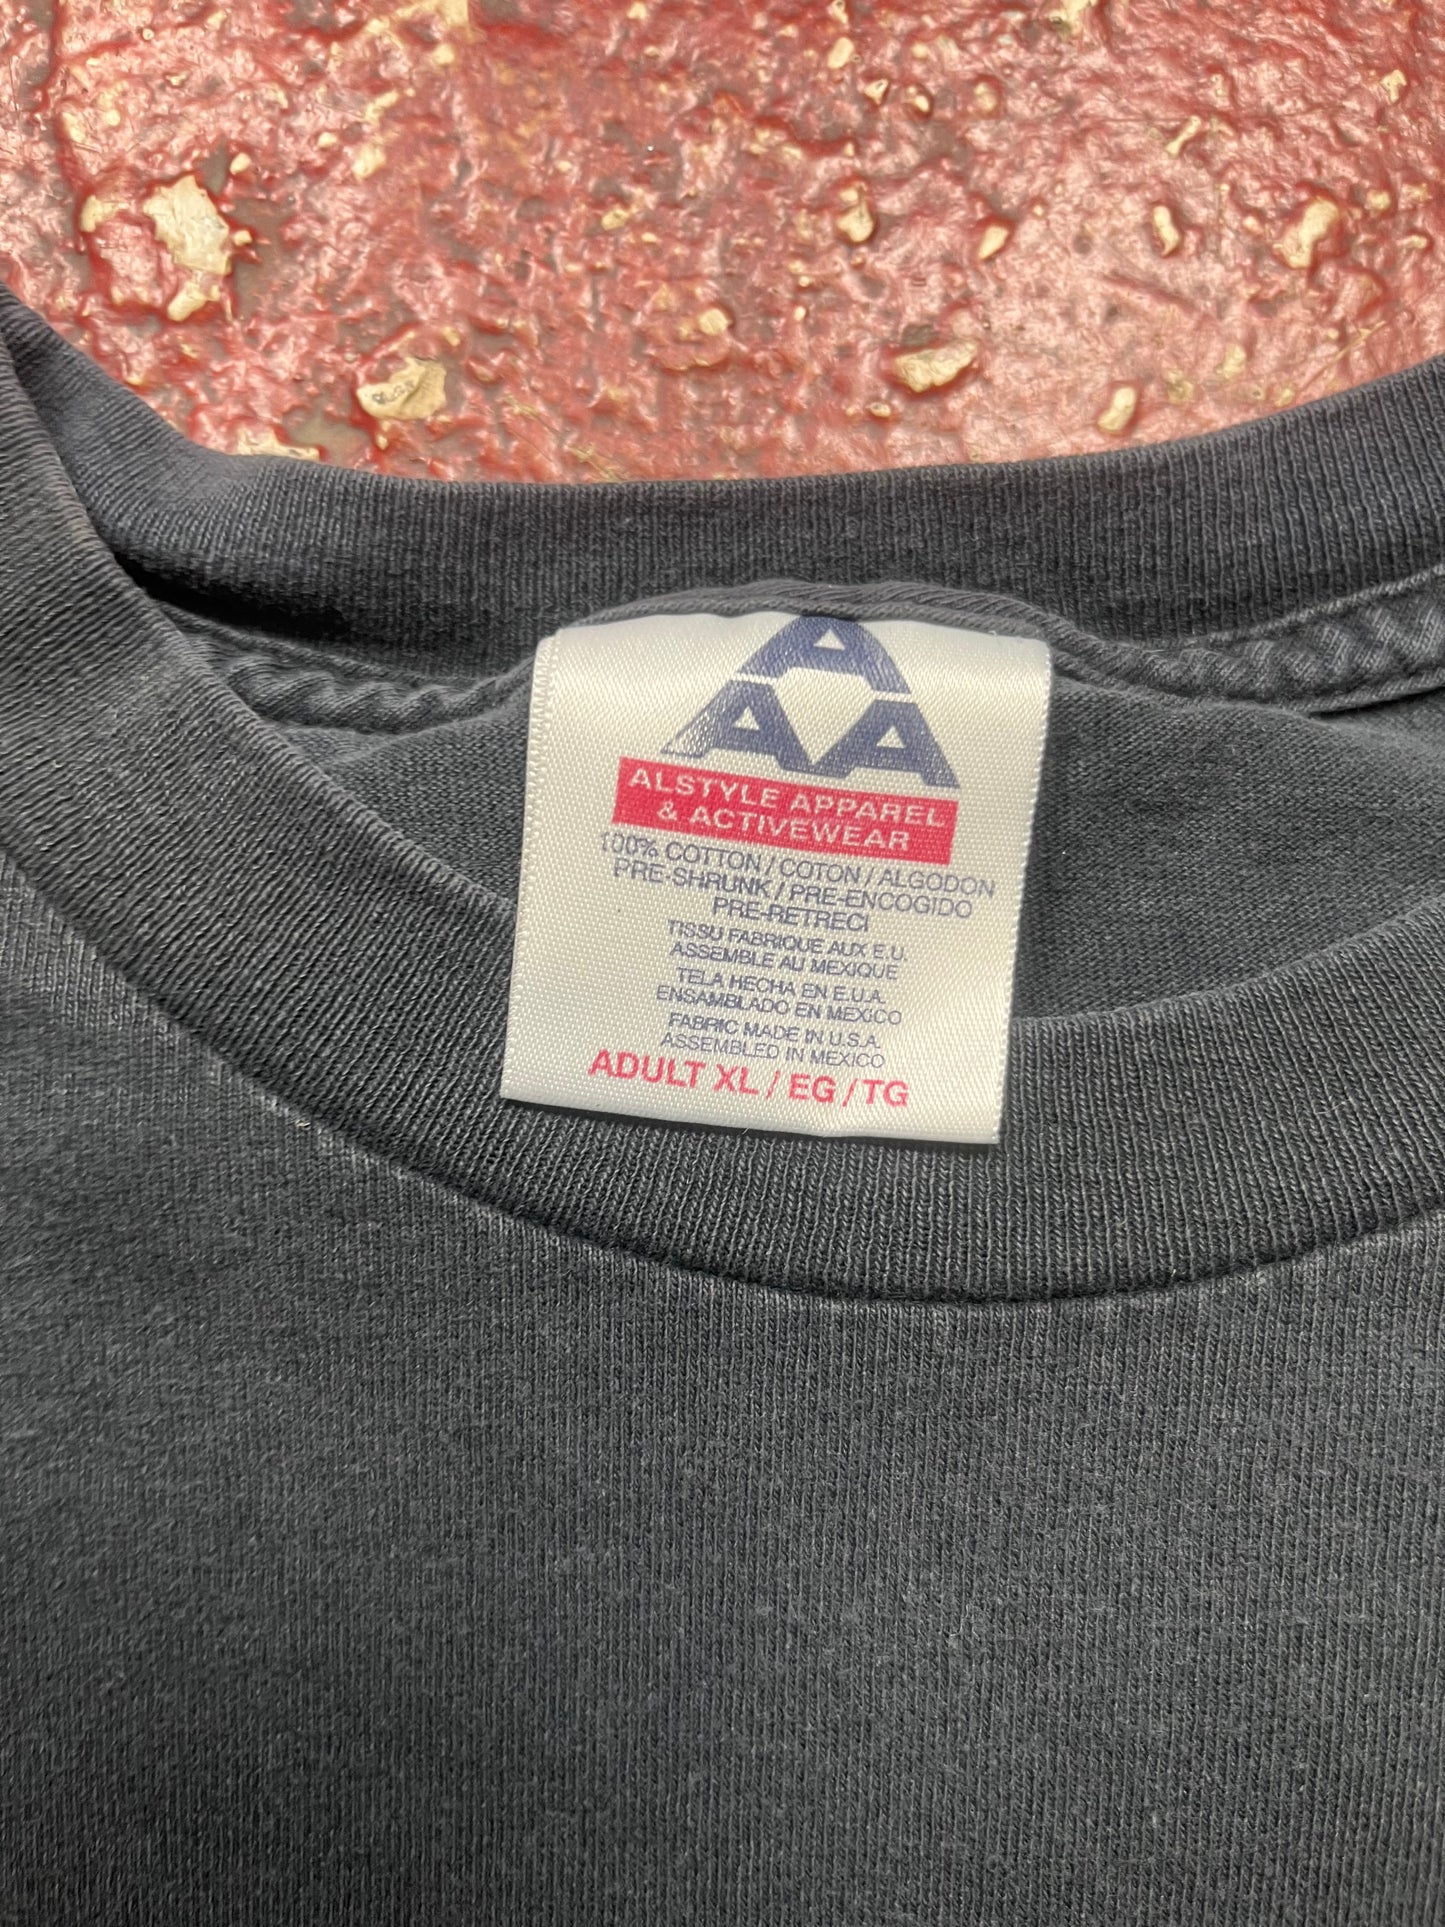 A
AA
ALSTYLE APPAREL
& ACTIVEWEAR
100% COTTON / COTON / ALGODON
PRE-SHRUNK / PRE-ENCOGIDO
PRE-RETRECI
TISSU FABRIQUE AUX E.U.
ASSEMBLE AU MEXIQUE
TELA HECHA EN E.U.A.
ENSAMBLADO EN MEXICO
FABRIC MADE IN U.S.A.
ASSEMBLED IN MEXICO
ADULT XL / EG / TG